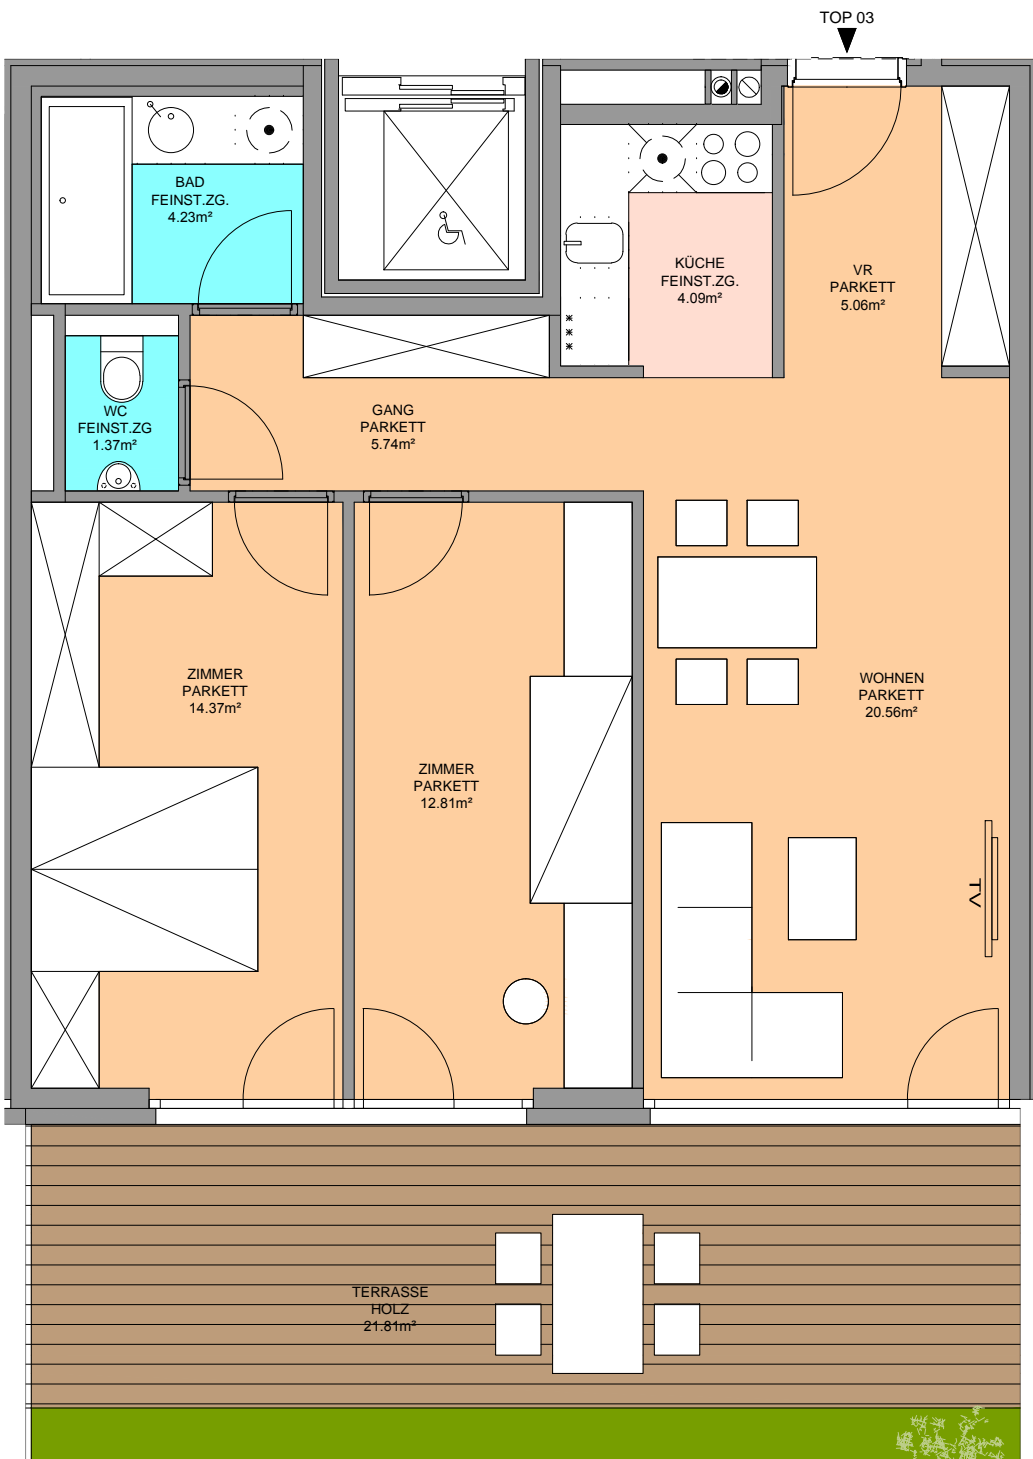 TOP 03
BAD
FEINST.ZG.
4.23m²
KÜCHE
FEINST.ZG.
4.09m²
VR
PARKETT
5.06m²
WC
FEINST.ZG
1.37m²
GANG
PARKETT
5.74m²
ZIMMER
PARKETT
14.37m²
ZIMMER
PARKETT
12.81m²
WOHNEN
PARKETT
20.56m²
TV
TERRASSE
HOLZ
21.81m²